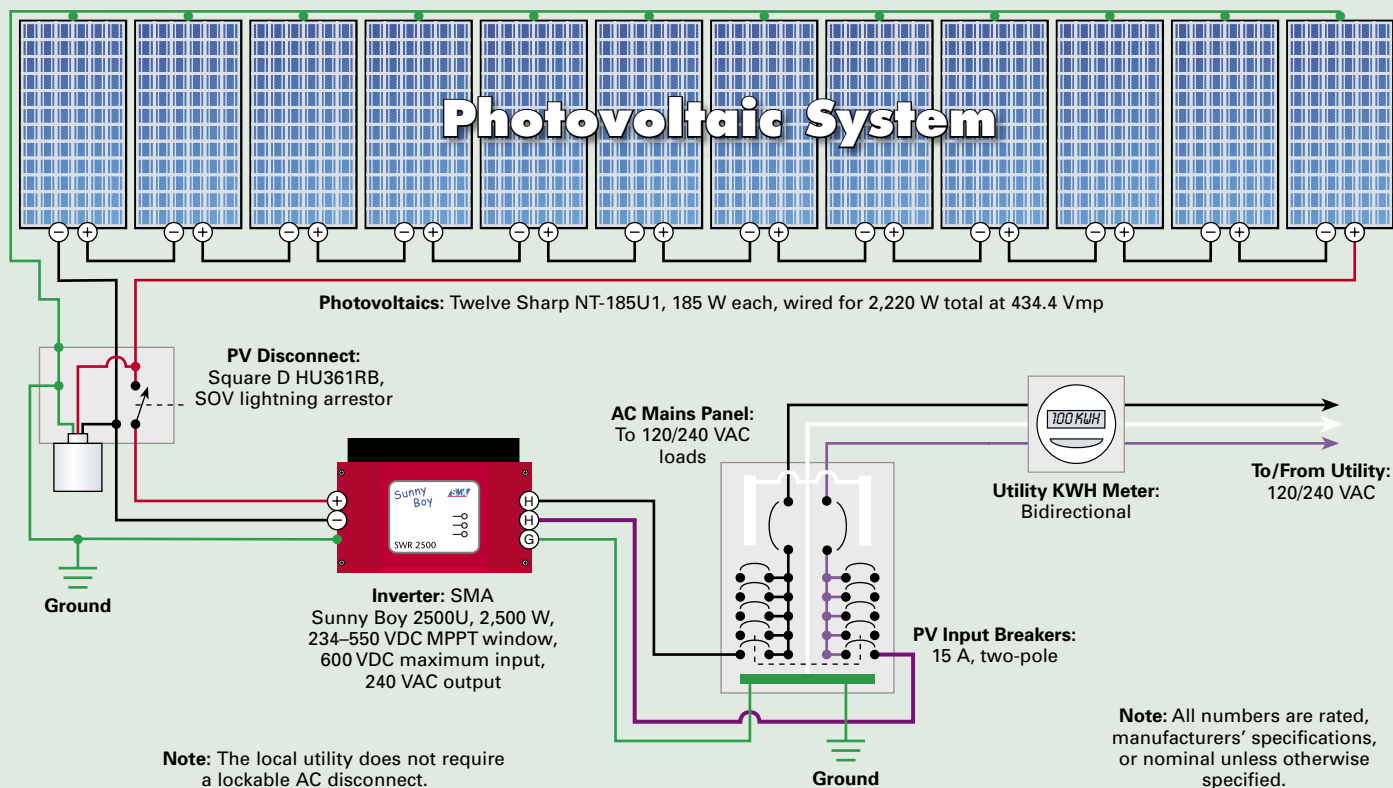 Photovoltaic System
Photovoltaics: Twelve Sharp NT-185U1, 185 W each, wired for 2,220 W total at 434.4 Vmp
PV Disconnect:
Square D HU361RB,
SOV lightning arrestor
Ground
Sunny
Boy
SMA
SWR 2500
H
H
G
Inverter: SMA
Sunny Boy 2500U, 2,500 W,
234–550 VDC MPPT window,
600 VDC maximum input,
240 VAC output
AC Mains Panel:
To 120/240 VAC
loads
100 KWH
Utility KWH Meter:
Bidirectional
To/From Utility:
120/240 VAC
PV Input Breakers:
15 A, two-pole
Ground
Note: The local utility does not require
a lockable AC disconnect.
Note: All numbers are rated,
manufacturers’ specifications,
or nominal unless otherwise
specified.